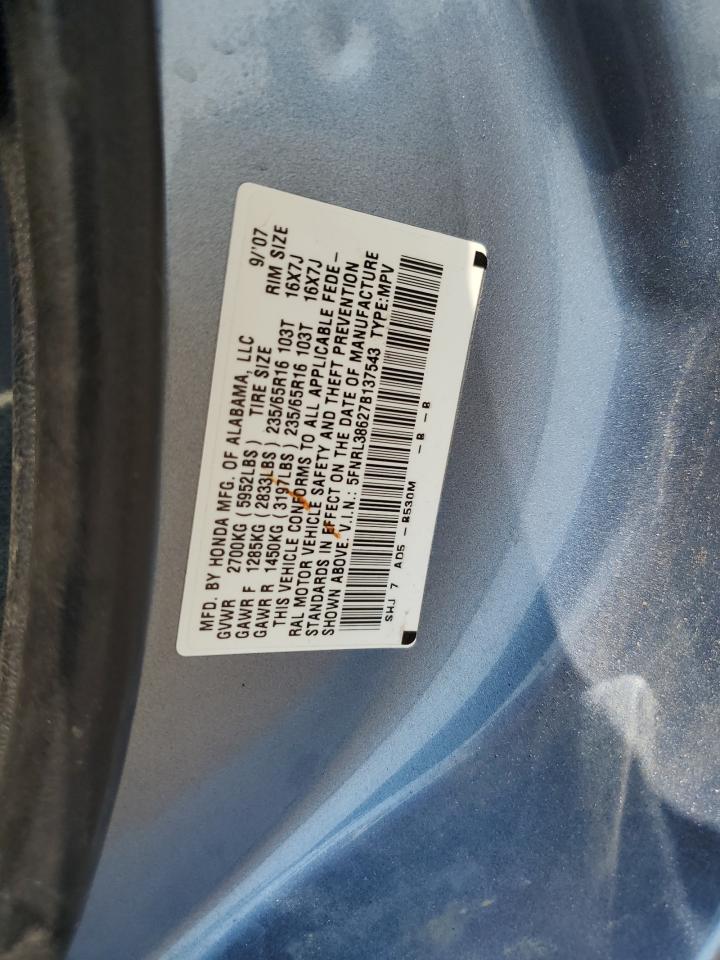 MFD. BY HONDA MFG. OF ALABAMA, LLC 9/'07
GVWR 2700KG (5952LBS) TIRE SIZE RIM SIZE
GAWR F 1285KG (2833LBS) 235/65R16 103T 16X7J
GAWR R 1450KG (3197LBS) 235/65R16 103T 16X7J
THIS VEHICLE CONFORMS TO ALL APPLICABLE FEDE-
RAL MOTOR VEHICLE SAFETY AND THEFT PREVENTION
STANDARDS IN EFFECT ON THE DATE OF MANUFACTURE
SHOWN ABOVE. V.I.N.: 5FNRL38627B137543 TYPE:MPV
SHJ 7 AD5 - B530M - B - B